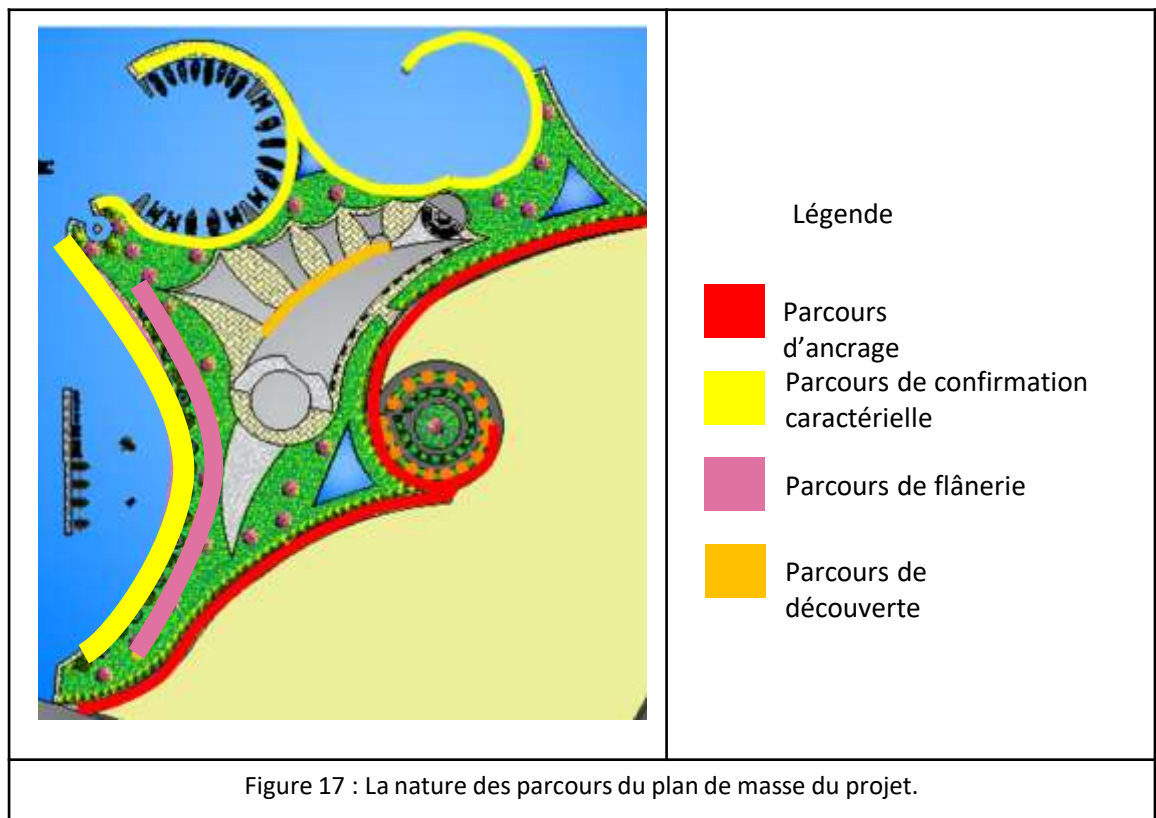 Légende
Parcours
d’ancrage
Parcours de confirmation
caractérielle
Parcours de flânerie
Parcours de
découverte
Figure 17 : La nature des parcours du plan de masse du projet.